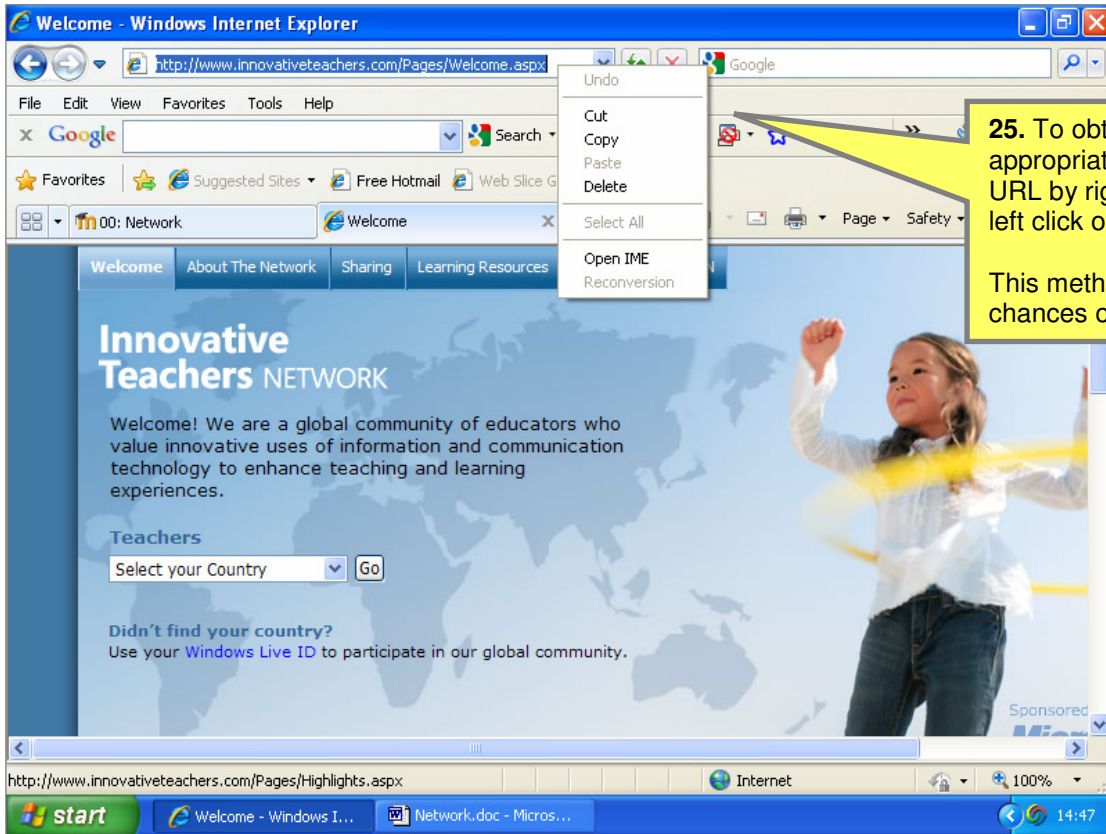 Welcome - Windows Internet Explorer
http://www.innovativeteachers.com/Pages/Welcome.aspx
Google
File Edit View Favorites Tools Help
x Google Search
Favorites Suggested Sites Free Hotmail Web Slice G
00: Network Welcome x Page Safety
Undo
Cut
Copy
Paste
Delete
Select All
Open IME
Reconversion
25. To obt
appropriat
URL by rig
left click o
This meth
chances o
Welcome About The Network Sharing Learning Resources N
Innovative
Teachers NETWORK
Welcome! We are a global community of educators who
value innovative uses of information and communication
technology to enhance teaching and learning
experiences.
Teachers
Select your Country Go
Didn't find your country?
Use your Windows Live ID to participate in our global community.
Sponsored
http://www.innovativeteachers.com/Pages/Highlights.aspx Internet 100%
start Welcome - Windows I... Network.doc - Micros... 14:47